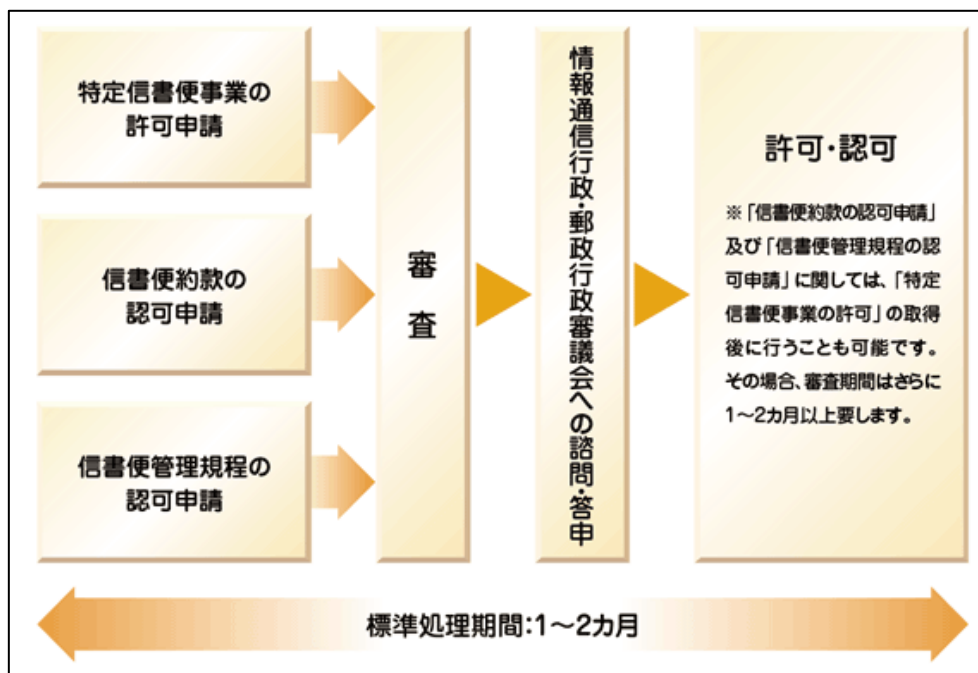 特定信書便事業の
許可申請
信書便約款の
認可申請
信書便管理規程の
認可申請
審査
情報通信行政・郵政行政審議会への諮問・答申
許可・認可
※「信書便約款の認可申請」
及び「信書便管理規程の認
可申請」に関しては、「特定
信書便事業の許可」の取得
後に行うことも可能です。
その場合、審査期間はさらに
1〜2カ月以上要します。
標準処理期間:1〜2カ月